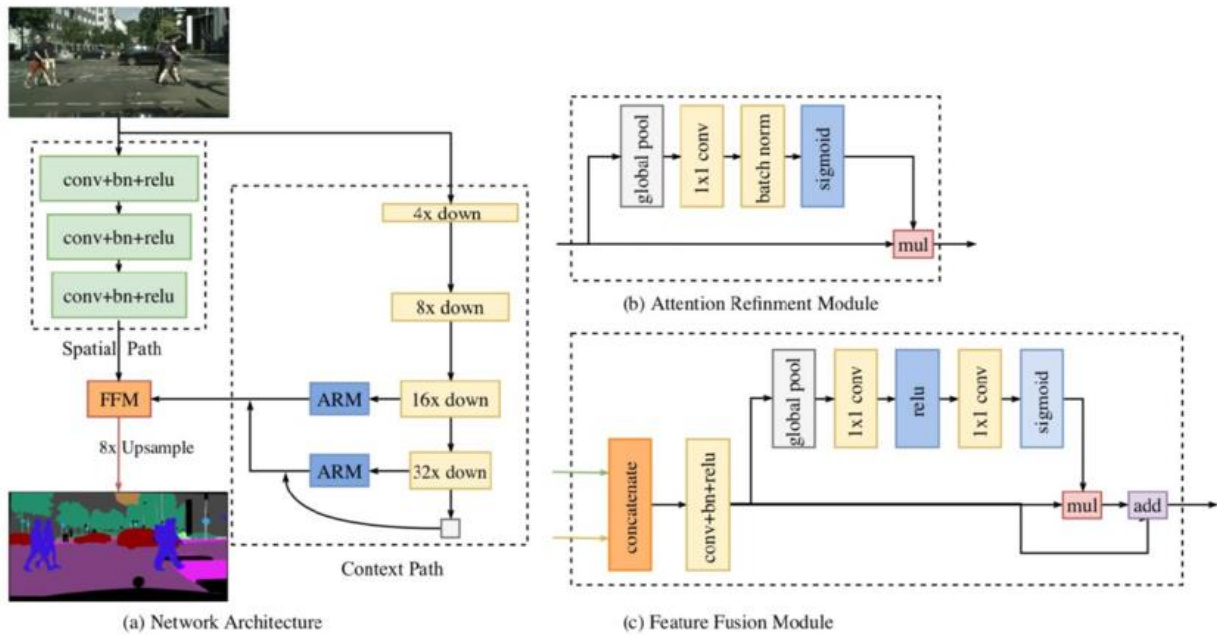 conv+bn+relu
conv+bn+relu
conv+bn+relu
Spatial Path
FFM
8x Upsample
4x down
8x down
ARM
16x down
ARM
32x down
Context Path
(a) Network Architecture
global pool
1x1 conv
batch norm
sigmoid
mul
(b) Attention Refinment Module
concatenate
conv+bn+relu
global pool
1x1 conv
relu
1x1 conv
sigmoid
mul
add
(c) Feature Fusion Module